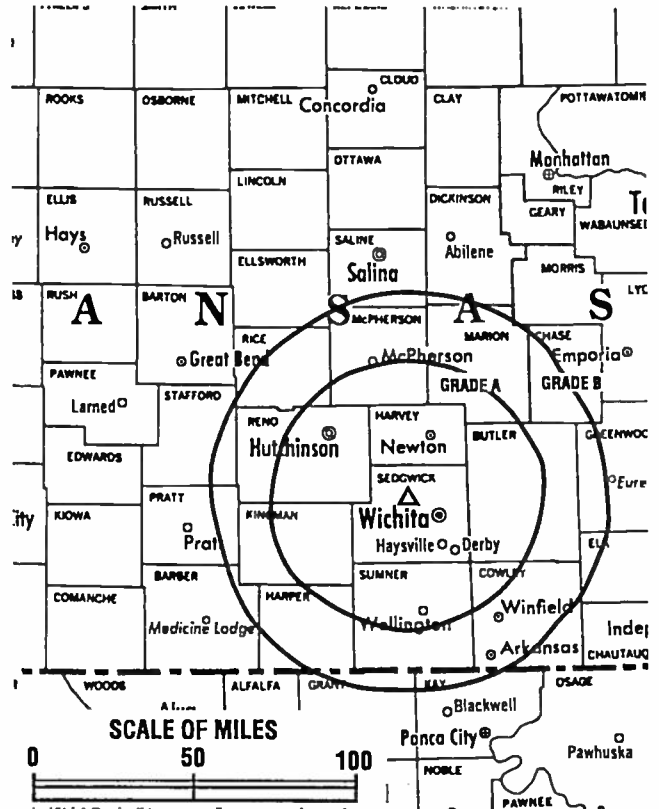 CLOUD
ROOKS
OSBORNE
MITCHELL
Concordia
CLAY
OTTAWA
Manhattan
LINCOLN
RILEY
ELLIS
RUSSELL
DICKINSON
GEARY
Hays
Russell
SALINE
Abilene
ELLSWORTH
Salina
MORRIS
RUSH
BARTON
A N S A S
McPHERSON
RICE
MARION
CHASE
Great Bend
McPherson
Emporia
PAWNEE
GRADE A
GRADE B
STAFFORD
Larned
RENO
HARVEY
BUTLER
Hutchinson
Newton
EDWARDS
SEDGWICK
PRATT
KIOWA
KINGMAN
Wichita
Pratt
Haysville
Derby
BARBER
SUMNER
COWLEY
COMANCHE
HARPER
Wellington
Winfield
Medicine Lodge
Arkansas
WOODS
ALFALFA
GRANT
KAY
OSAGE
Blackwell
SCALE OF MILES
Ponca City
Pawhuska
0 50 100
NOBLE
PAWNEE